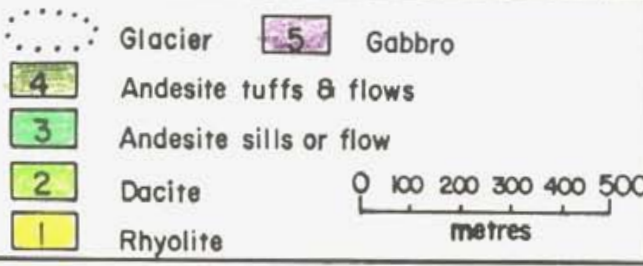 Glacier 5 Gabbro
4 Andesite tuffs & flows
3 Andesite sills or flow
2 Dacite
0 100 200 300 400 500
metres
1 Rhyolite